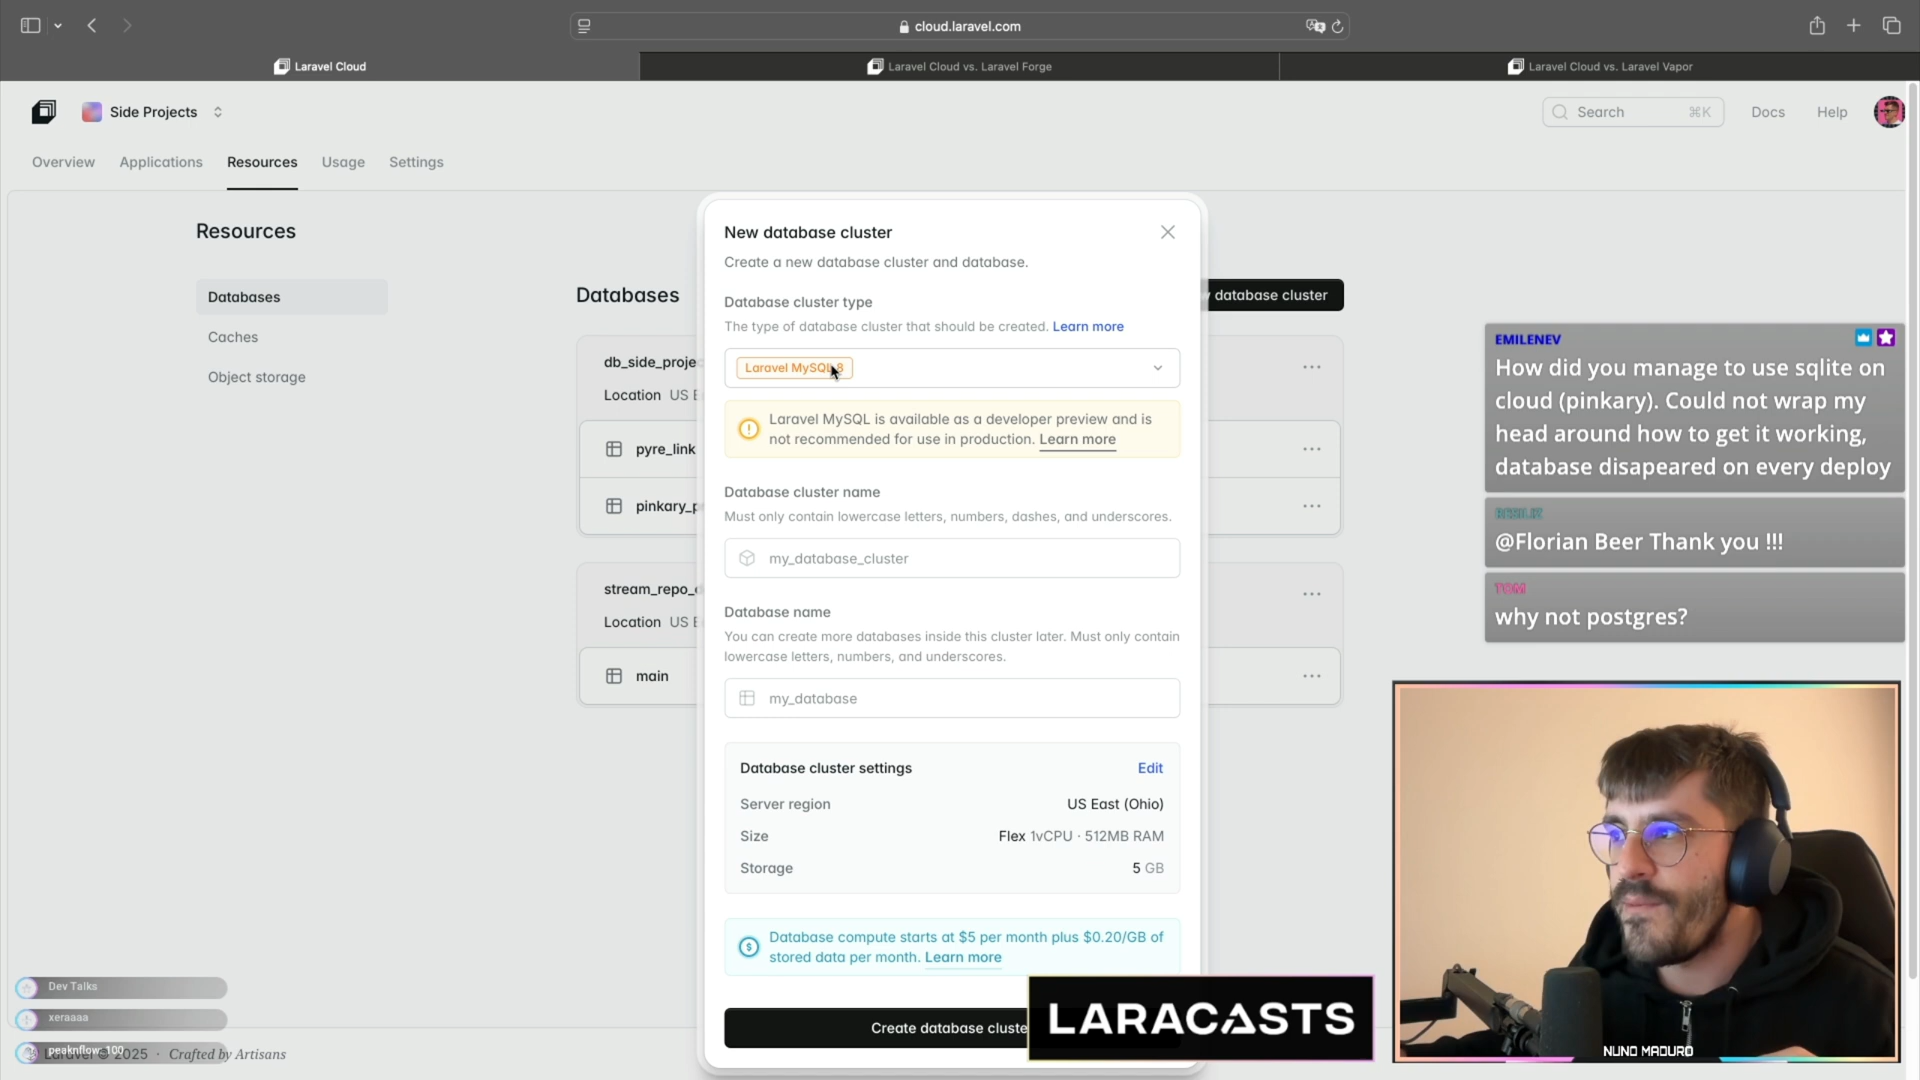 cloud.laravel.com
Laravel Cloud
Laravel Cloud vs. Laravel Forge
Laravel Cloud vs. Laravel Vapor
Side Projects
Search
⌘K
Docs
Help
Overview
Applications
Resources
Usage
Settings
Resources
Databases
Caches
Object storage
Databases
database cluster
db_side_proje
Location US E
pyre_link
pinkary_p
stream_repo_
Location US E
main
New database cluster
Create a new database cluster and database.
Database cluster type
The type of database cluster that should be created. Learn more
Laravel MySQL 8
Laravel MySQL is available as a developer preview and is
not recommended for use in production. Learn more
Database cluster name
Must only contain lowercase letters, numbers, dashes, and underscores.
my_database_cluster
Database name
You can create more databases inside this cluster later. Must only contain
lowercase letters, numbers, and underscores.
my_database
Database cluster settings
Edit
Server region
US East (Ohio)
Size
Flex 1vCPU · 512MB RAM
Storage
5 GB
Database compute starts at $5 per month plus $0.20/GB of
stored data per month. Learn more
Create database cluste
EMILENEV
How did you manage to use sqlite on
cloud (pinkary). Could not wrap my
head around how to get it working,
database disapeared on every deploy
@Florian Beer Thank you !!!
TOM
why not postgres?
LARACASTS
NUNO MADURO
Dev Talks
xeraaaa
peaknflow: 100
Laravel © 2025 · Crafted by Artisans